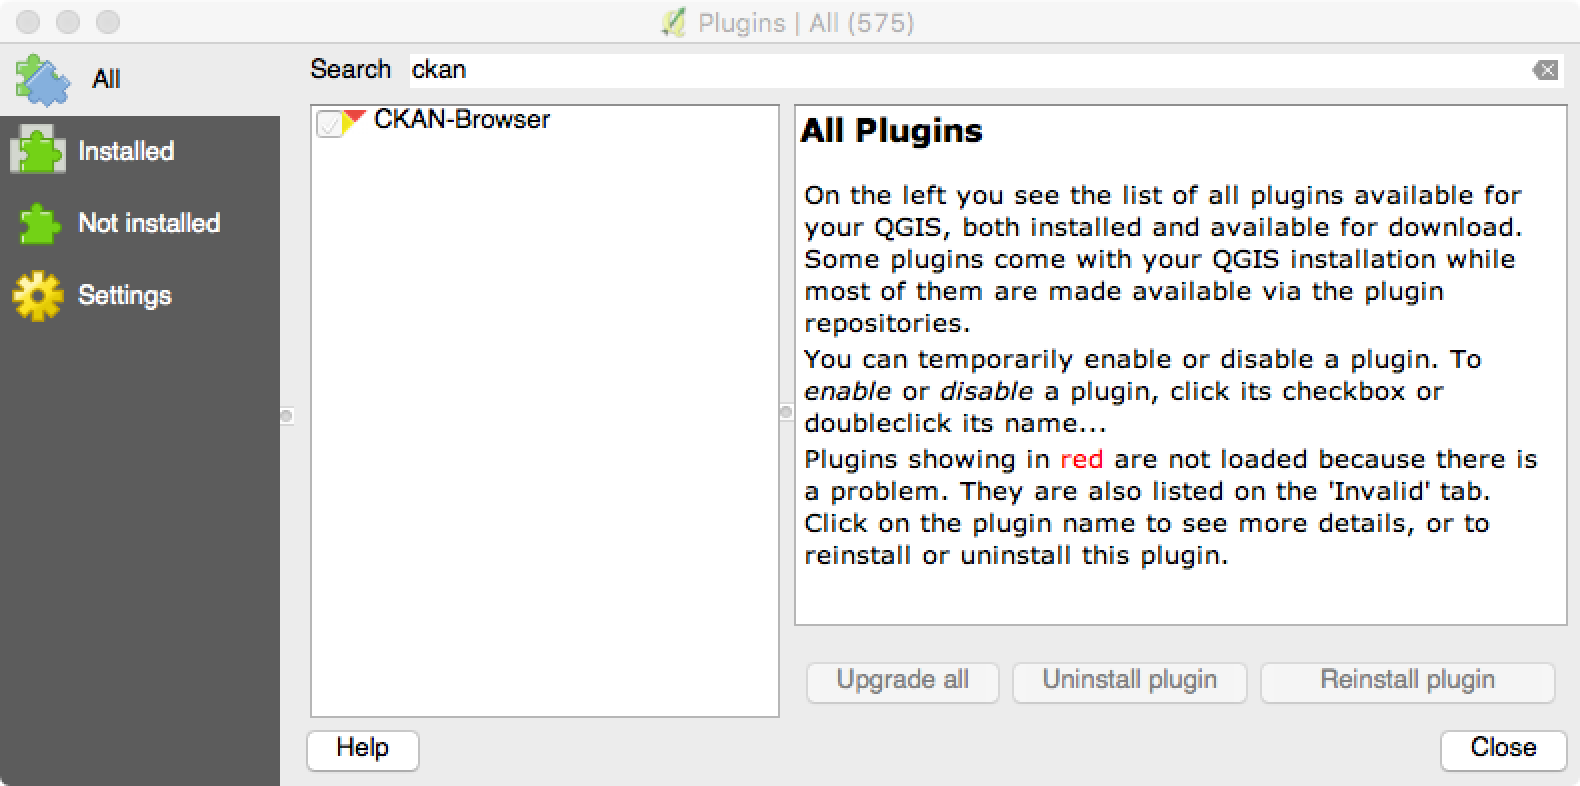 Plugins | All (575)
All
Installed
Not installed
Settings
Search ckan
CKAN-Browser
All Plugins
On the left you see the list of all plugins available for
your QGIS, both installed and available for download.
Some plugins come with your QGIS installation while
most of them are made available via the plugin
repositories.
You can temporarily enable or disable a plugin. To
enable or disable a plugin, click its checkbox or
doubleclick its name...
Plugins showing in red are not loaded because there is
a problem. They are also listed on the 'Invalid' tab.
Click on the plugin name to see more details, or to
reinstall or uninstall this plugin.
Upgrade all
Uninstall plugin
Reinstall plugin
Help
Close